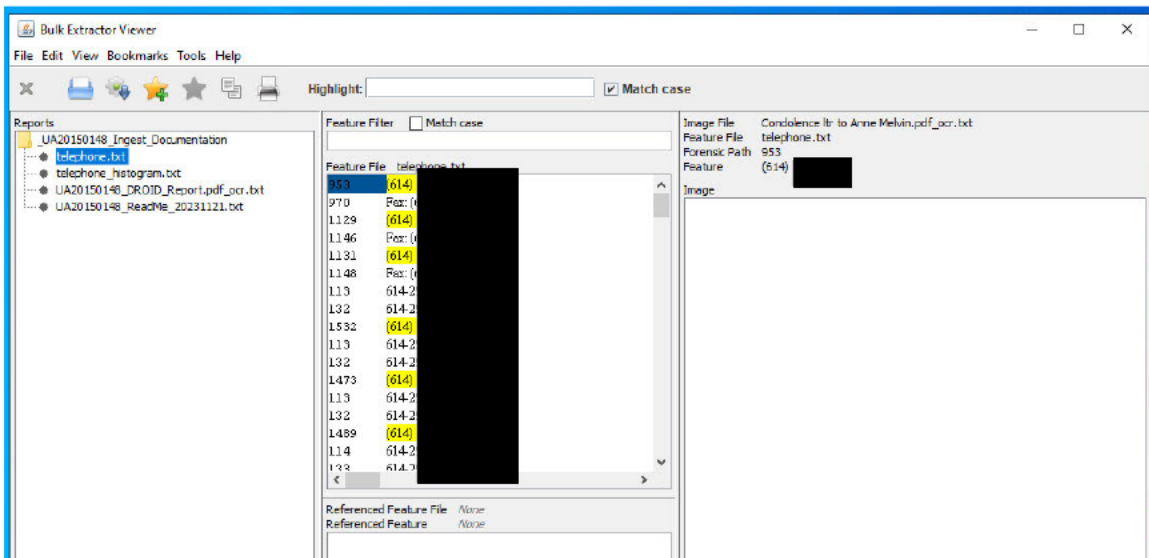 Bulk Extractor Viewer
File Edit View Bookmarks Tools Help
Highlight: Match case
Reports
_UA20150148_Ingest_Documentation
telephone.txt
telephone_histogram.txt
UA20150148_DROID_Report.pdf_ocr.txt
UA20150148_ReadMe_20231121.txt
Feature Filter Match case
Feature File telephone.txt
953 (614)
970 Fax: (
1129 (614)
1146 Fax: (
1131 (614)
1148 Fax: (
113 614-2
132 614-2
1532 (614)
113 614-2
132 614-2
1473 (614)
113 614-2
132 614-2
1489 (614)
114 614-2
133 614-2
Referenced Feature File None
Referenced Feature None
Image File Condolence ltr to Anne Melvin.pdf_ocr.txt
Feature File telephone.txt
Forensic Path 953
Feature (614)
Image